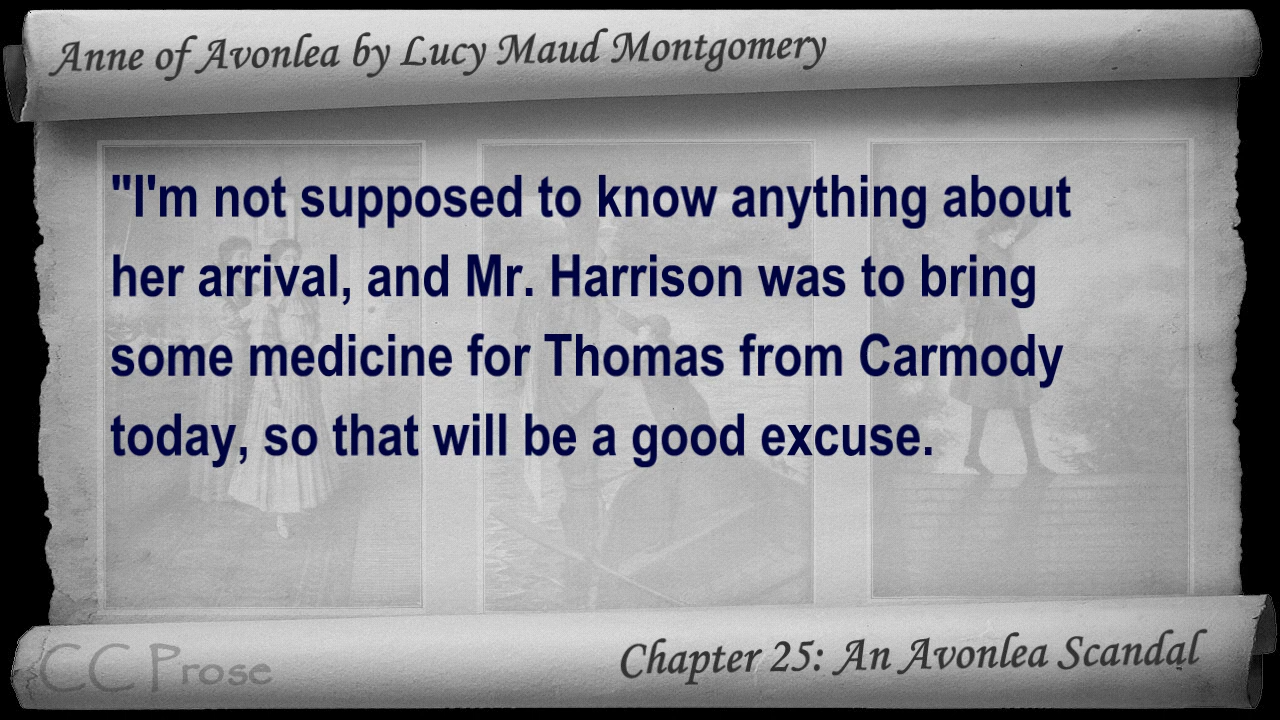 Anne of Avonlea by Lucy Maud Montgomery
"I'm not supposed to know anything about
her arrival, and Mr. Harrison was to bring
some medicine for Thomas from Carmody
today, so that will be a good excuse.
CC Prose
Chapter 25: An Avonlea Scandal